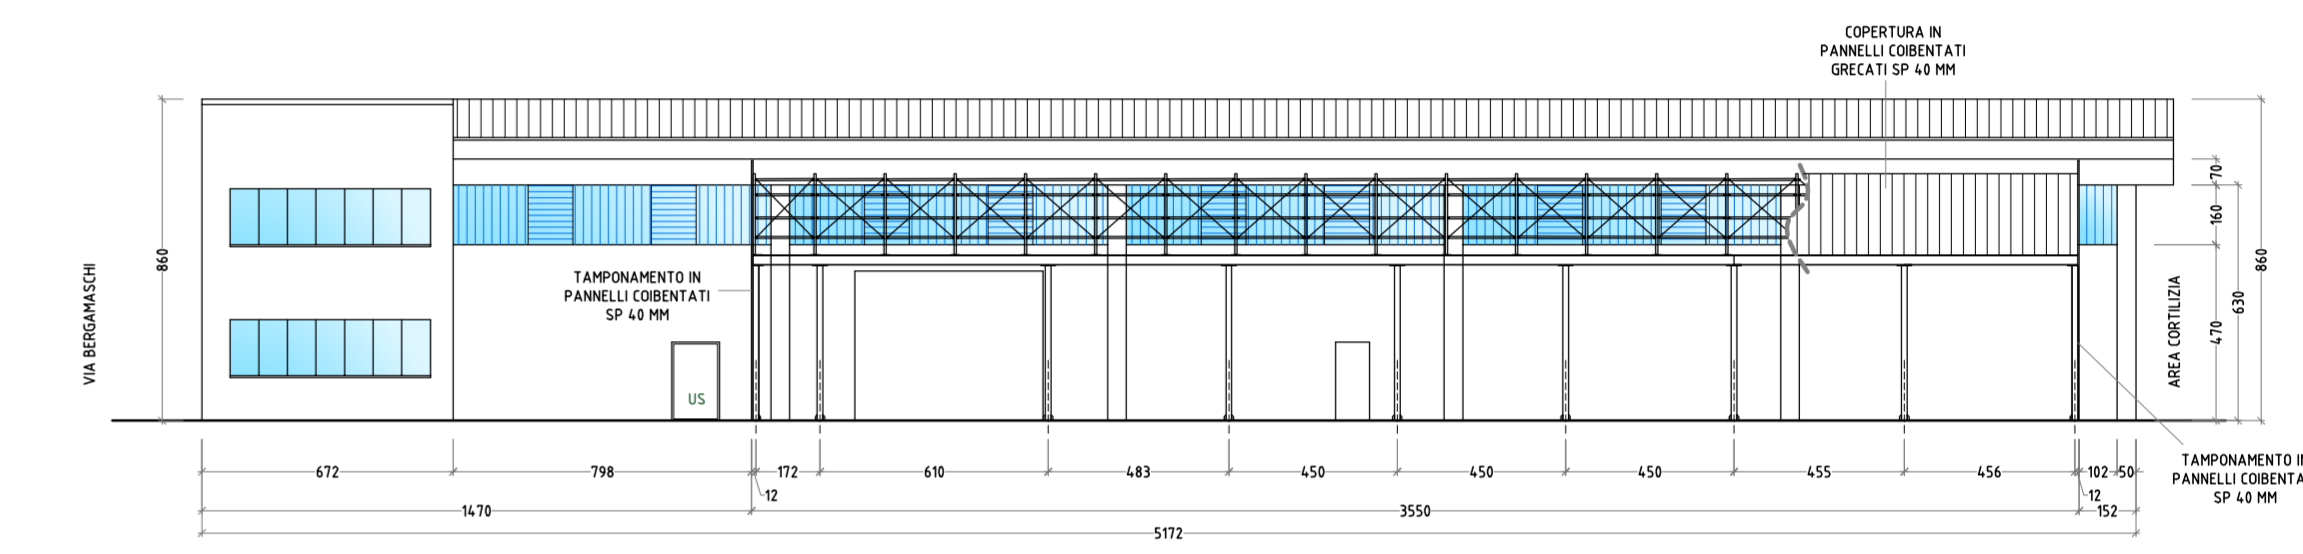 COPERTURA IN
PANNELLI COIBENTATI
GRECATI SP 40 MM
860
70
160
470
630
860
VIA BERGAMASCHI
AREA CORTILIZIA
TAMPONAMENTO IN
PANNELLI COIBENTATI
SP 40 MM
US
672 798 172 610 483 450 450 450 455 456 102 50
12 12
1470 3550 152
5172
TAMPONAMENTO I
PANNELLI COIBENTA
SP 40 MM